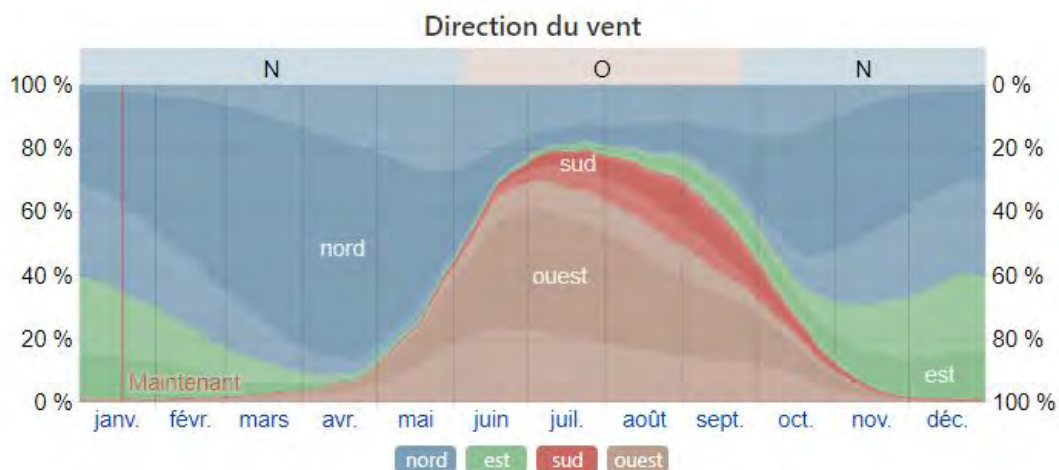 Direction du vent
N O N
100 % 0 %
80 % 20 %
sud
60 % 40 %
nord
ouest
40 % 60 %
20 % 80 %
Maintenant est
0 % 100 %
janv. févr. mars avr. mai juin juil. août sept. oct. nov. déc.
nord est sud ouest